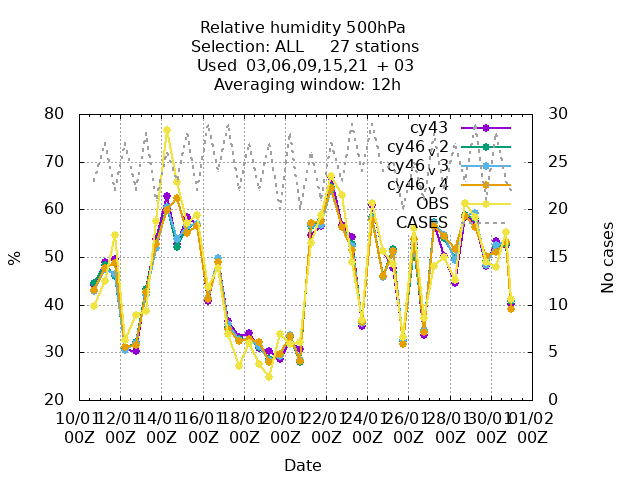 Relative humidity 500hPa
Selection: ALL 27 stations
Used 03,06,09,15,21 + 03
Averaging window: 12h
80 30
cy43
cy46_v_2
70 25
cy46_v_3
cy46_v_4
OBS
60 20
CASES
% 50 15 No cases
40 10
30 5
20 0
10/01 12/01 14/01 16/01 18/01 20/01 22/01 24/01 26/01 28/01 30/01 01/02
00Z 00Z 00Z 00Z 00Z 00Z 00Z 00Z 00Z 00Z 00Z 00Z
Date